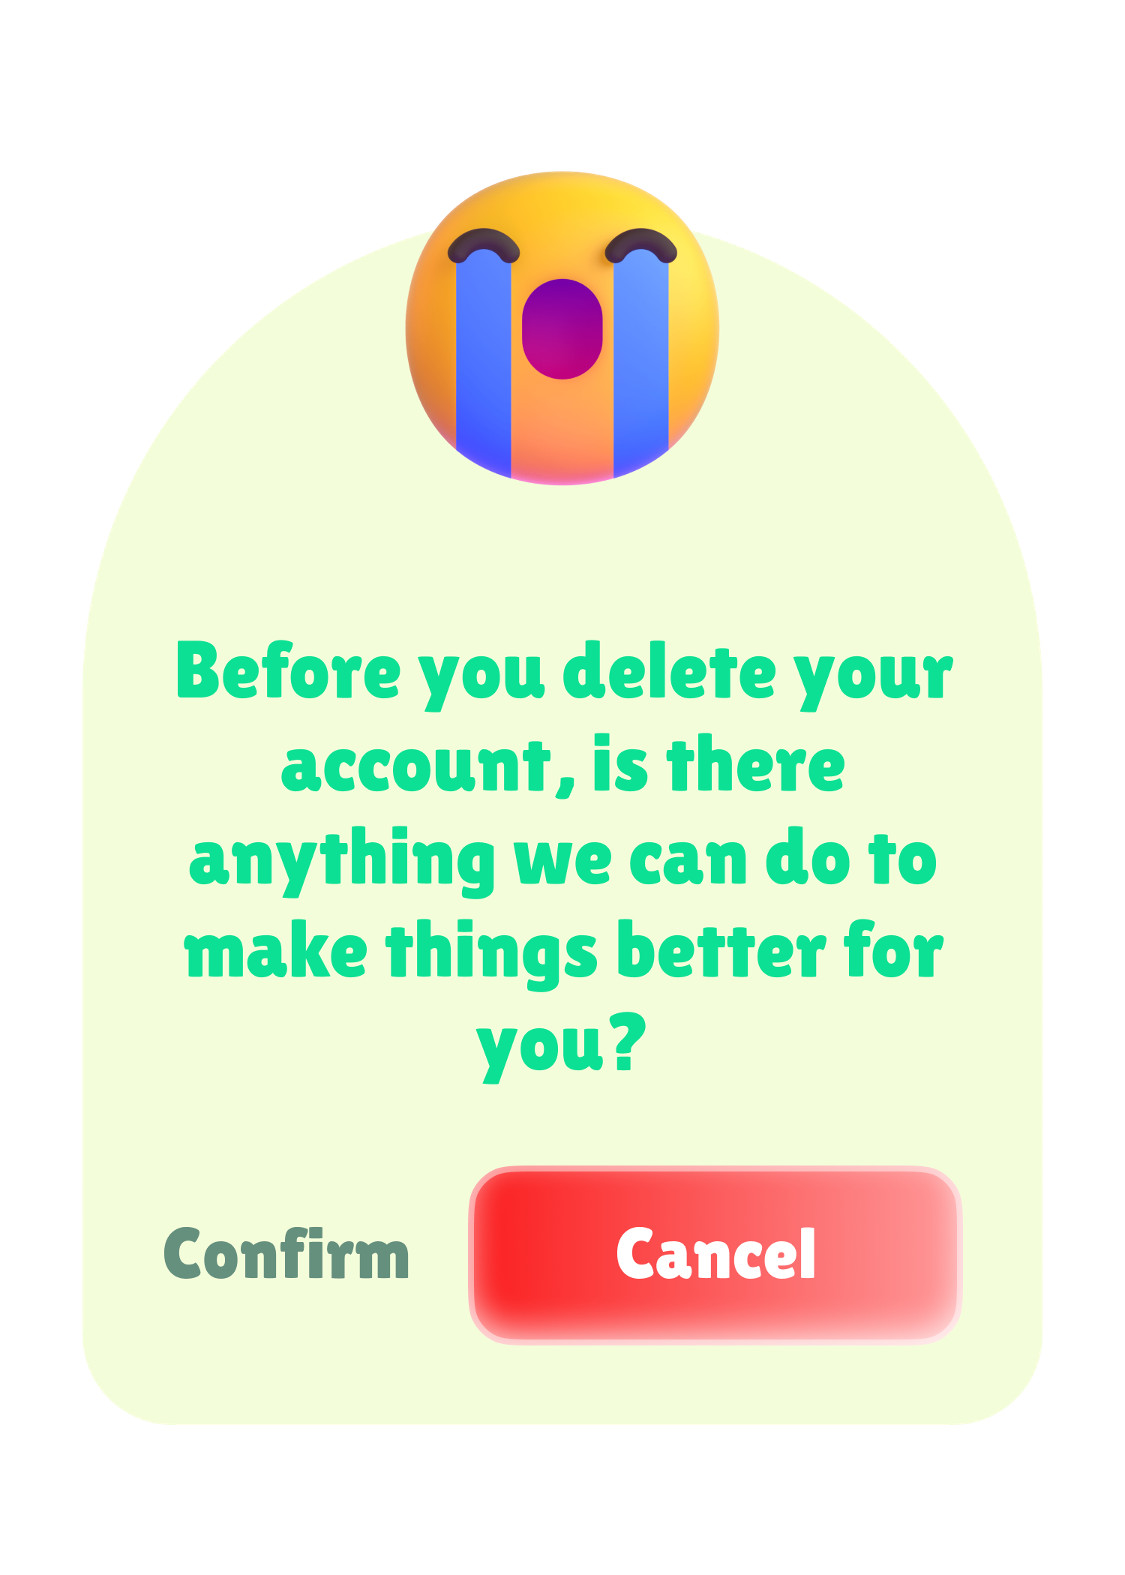 Before you delete your
account, is there
anything we can do to
make things better for
you?
Confirm
Cancel